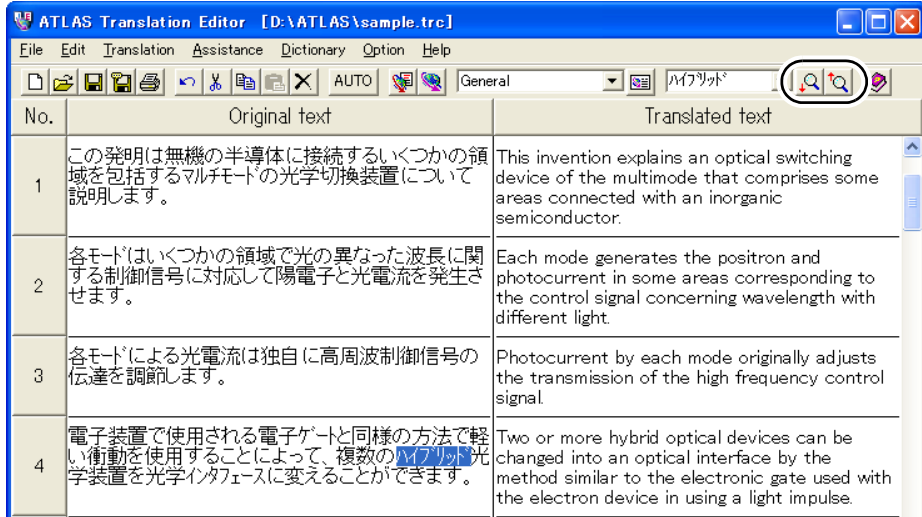 ATLAS Translation Editor [D:\ATLAS\sample.trc]
File Edit Translation Assistance Dictionary Option Help
AUTO General ﾊｲﾌﾞﾘｯﾄﾞ
No. Original text Translated text
1
この発明は無機の半導体に接続するいくつかの領
域を包括するﾏﾙﾁﾓｰﾄﾞの光学切換装置について
説明します。
This invention explains an optical switching
device of the multimode that comprises some
areas connected with an inorganic
semiconductor.
2
各ﾓｰﾄﾞはいくつかの領域で光の異なった波長に関
する制御信号に対応して陽電子と光電流を発生さ
せます。
Each mode generates the positron and
photocurrent in some areas corresponding to
the control signal concerning wavelength with
different light.
3
各ﾓｰﾄﾞによる光電流は独自に高周波制御信号の
伝達を調節します。
Photocurrent by each mode originally adjusts
the transmission of the high frequency control
signal.
4
電子装置で使用される電子ｹﾞｰﾄと同様の方法で軽
い衝動を使用することによって、複数のﾊｲﾌﾞﾘｯﾄﾞ光
学装置を光学ｲﾝﾀﾌｪｰｽに変えることができます。
Two or more hybrid optical devices can be
changed into an optical interface by the
method similar to the electronic gate used with
the electron device in using a light impulse.